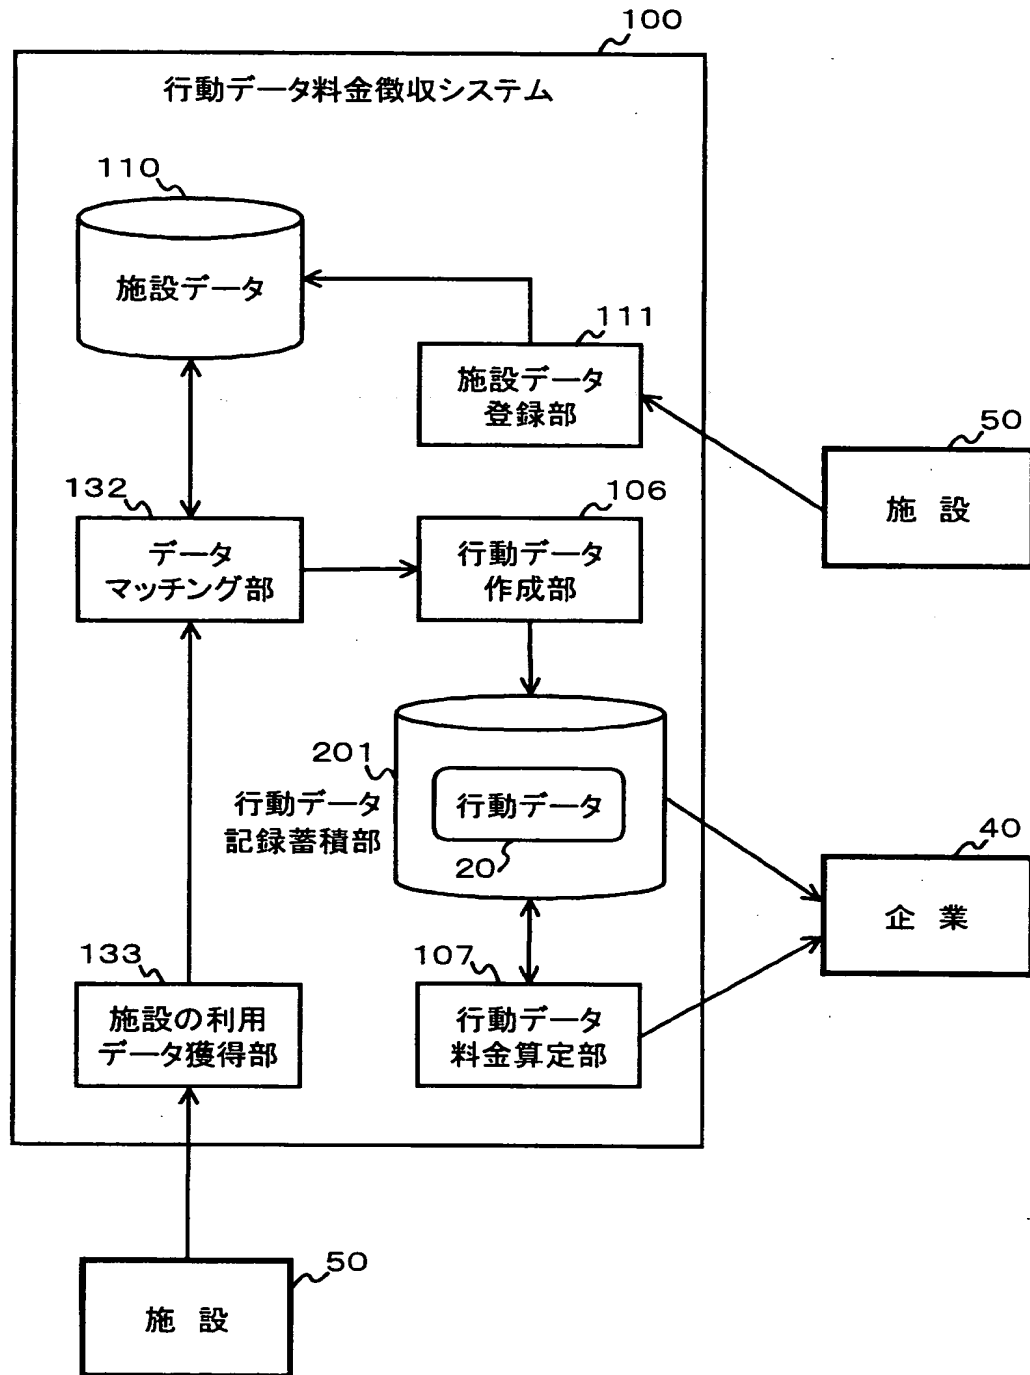 100
行動データ料金徴収システム
110
施設データ
111
施設データ
登録部
50
施 設
132
データ
マッチング部
106
行動データ
作成部
201
行動データ
記録蓄積部
行動データ
20
40
企 業
133
施設の利用
データ獲得部
107
行動データ
料金算定部
50
施 設